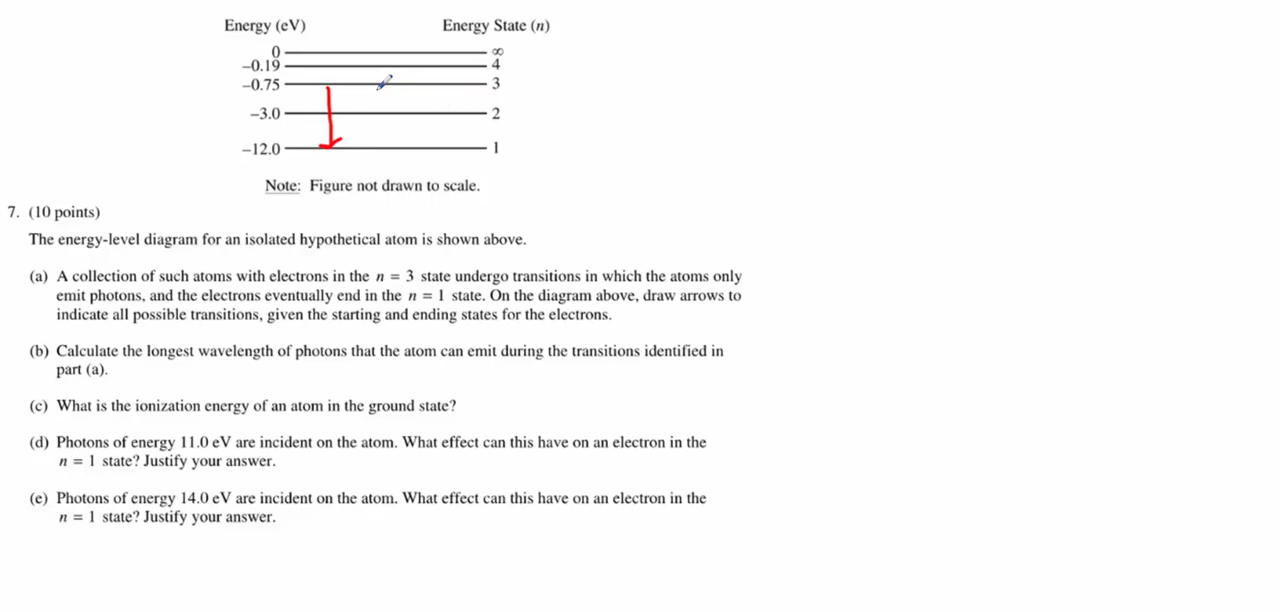 Energy (eV) Energy State (n)
0 ∞
−0.19 4
−0.75 3
−3.0 2
−12.0 1
Note: Figure not drawn to scale.
7. (10 points)
The energy-level diagram for an isolated hypothetical atom is shown above.
(a) A collection of such atoms with electrons in the n = 3 state undergo transitions in which the atoms only
emit photons, and the electrons eventually end in the n = 1 state. On the diagram above, draw arrows to
indicate all possible transitions, given the starting and ending states for the electrons.
(b) Calculate the longest wavelength of photons that the atom can emit during the transitions identified in
part (a).
(c) What is the ionization energy of an atom in the ground state?
(d) Photons of energy 11.0 eV are incident on the atom. What effect can this have on an electron in the
n = 1 state? Justify your answer.
(e) Photons of energy 14.0 eV are incident on the atom. What effect can this have on an electron in the
n = 1 state? Justify your answer.